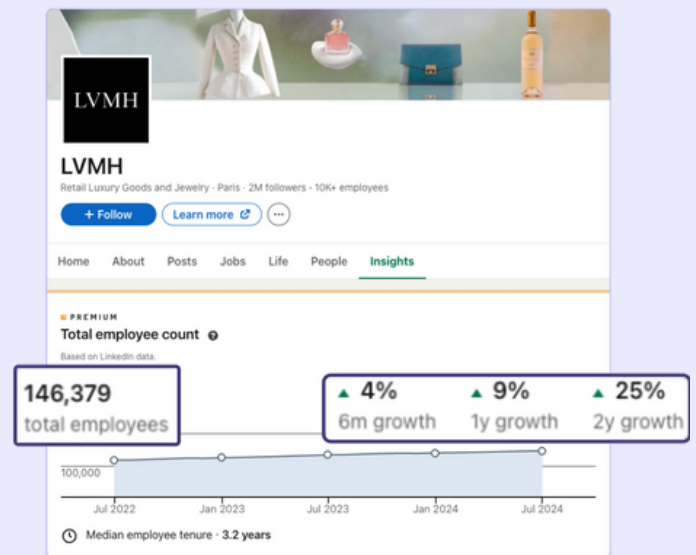 LVMH
LVMH
Retail Luxury Goods and Jewelry · Paris · 2M followers · 10K+ employees
+ Follow Learn more ...
Home About Posts Jobs Life People Insights
PREMIUM
Total employee count ?
Based on LinkedIn data.
146,379
total employees
4% 9% 25%
6m growth 1y growth 2y growth
100,000
Jul 2022 Jan 2023 Jul 2023 Jan 2024 Jul 2024
Median employee tenure · 3.2 years